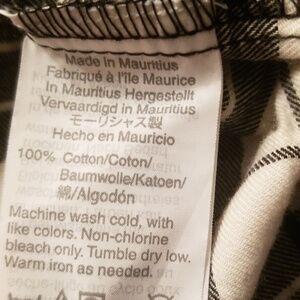 Made in Mauritius
Fabriqué à l'île Maurice
In Mauritius Hergestellt
Vervaardigd in Mauritius
モーリシャス製
Hecho en Mauricio
100% Cotton/Coton/
Baumwolle/Katoen/
綿/Algodón
Machine wash cold, with
like colors. Non-chlorine
bleach only. Tumble dry low.
Warm iron as needed.